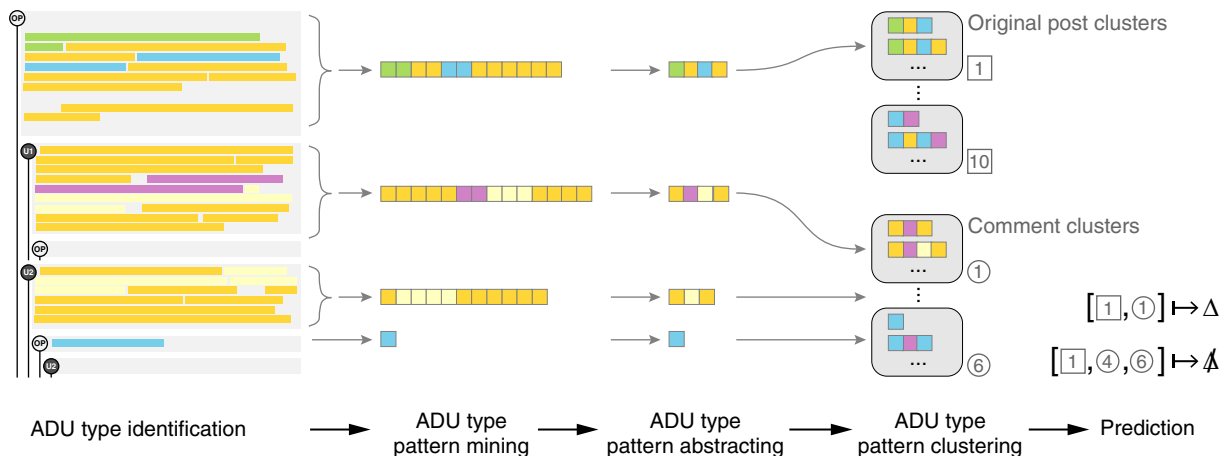 OP
Original post clusters
...
1
...
U1
...
10
Comment clusters
OP
...
1
U2
...
[1, 1] ↦ Δ
OP
...
6
[1, 4, 6] ↦ Δ̸
U2
ADU type identification
ADU type
pattern mining
ADU type
pattern abstracting
ADU type
pattern clustering
Prediction